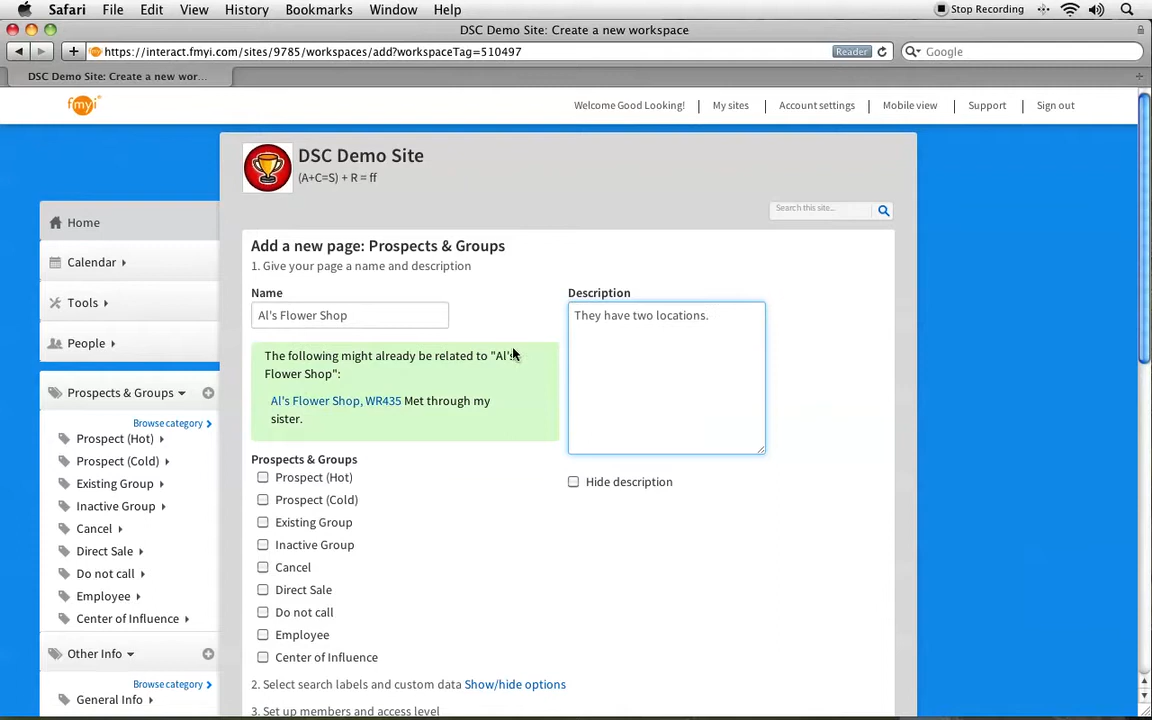 Safari File Edit View History Bookmarks Window Help Stop Recording
DSC Demo Site: Create a new workspace
https://interact.fmyi.com/sites/9785/workspaces/add?workspaceTag=510497 Reader Google
DSC Demo Site: Create a new wor...
fmyi Welcome Good Looking! My sites Account settings Mobile view Support Sign out
DSC Demo Site
(A+C=S) + R = ff
Search this site...
Home
Calendar
Tools
People
Prospects & Groups
Browse category
Prospect (Hot)
Prospect (Cold)
Existing Group
Inactive Group
Cancel
Direct Sale
Do not call
Employee
Center of Influence
Other Info
Browse category
General Info
Add a new page: Prospects & Groups
1. Give your page a name and description
Name
Al's Flower Shop
The following might already be related to "Al's
Flower Shop":
Al's Flower Shop, WR435 Met through my
sister.
Description
They have two locations.
Hide description
Prospects & Groups
Prospect (Hot)
Prospect (Cold)
Existing Group
Inactive Group
Cancel
Direct Sale
Do not call
Employee
Center of Influence
2. Select search labels and custom data Show/hide options
3. Set up members and access level